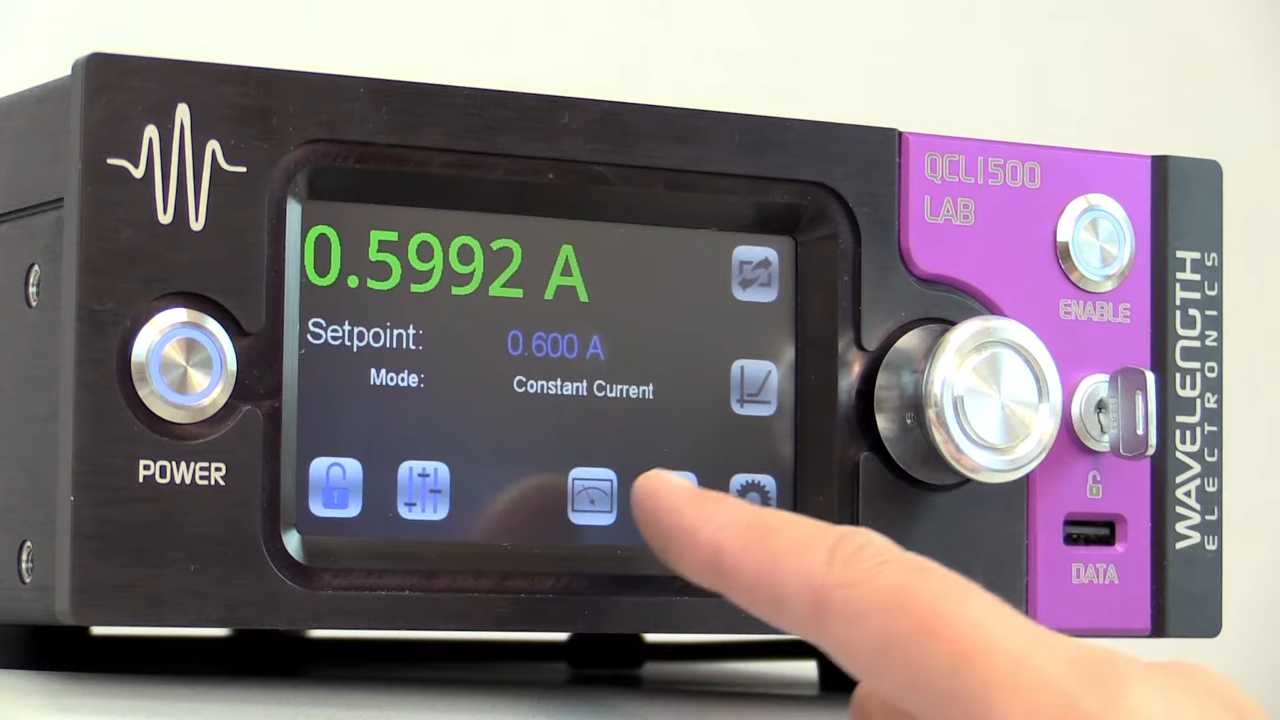 0.5992 A
Setpoint: 0.600 A
Mode: Constant Current
POWER
QCL1500
LAB
ENABLE
DATA
WAVELENGTH
ELECTRONICS